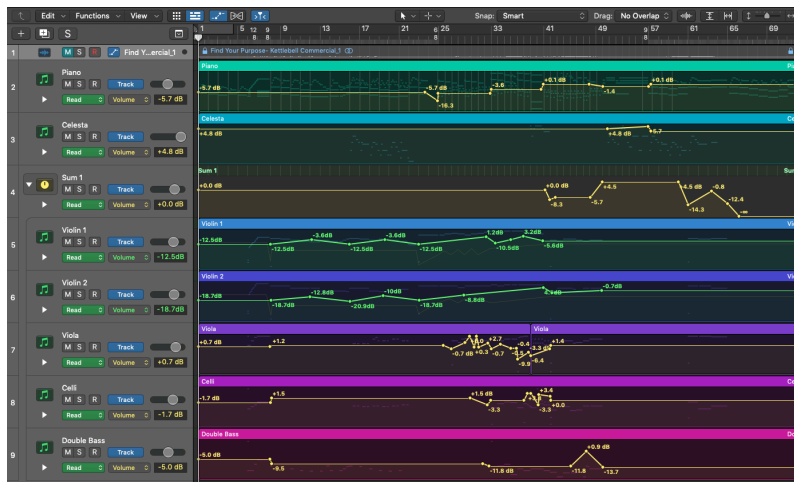 Edit Functions View Snap: Smart Drag: No Overlap
+ S 1 5 12 9 13 17 21 25 6 29 33 37 41 45 49 53 9 57 61 65 69
8 8 8 8
1 M S R Find Y...ercial_1 Find Your Purpose- Kettlebell Commercial_1
Piano
2 M S R Track
Read Volume -5.7 dB
Piano
-5.7 dB -5.7 dB -16.3 -3.6 +0.1 dB -1.4 +0.1 dB
Celesta
3 M S R Track
Read Volume +4.8 dB
Celesta
+4.8 dB +4.8 dB -5.7
Sum 1
4 M S R Track
Read Volume +0.0 dB
Sum 1
+0.0 dB +0.0 dB -8.3 -5.7 +4.5 +4.5 dB -14.3 -0.8 -12.4 -∞
Violin 1
5 M S R Track
Read Volume -12.5dB
Violin 1
-12.5dB -12.5dB -3.6dB -12.5dB -3.6dB -12.5dB 1.2dB -10.5dB 3.2dB -5.6dB
Violin 2
6 M S R Track
Read Volume -18.7dB
Violin 2
-18.7dB -18.7dB -12.8dB -20.9dB -10dB -18.7dB -8.8dB -0.7dB
Viola
7 M S R Track
Read Volume +0.7 dB
Viola Viola
+0.7 dB +1.2 -0.7 dB +0.3 +2.7 -0.7 -0.4 -0.5 -9.9 -3.3 dB -6.4 +1.4
Celli
8 M S R Track
Read Volume -1.7 dB
Celli
-1.7 dB +1.5 +1.5 dB -3.3 +3.4 -3.3 +0.0
Double Bass
9 M S R Track
Read Volume -5.0 dB
Double Bass
-5.0 dB -9.5 -11.8 dB -11.8 +0.9 dB -13.7